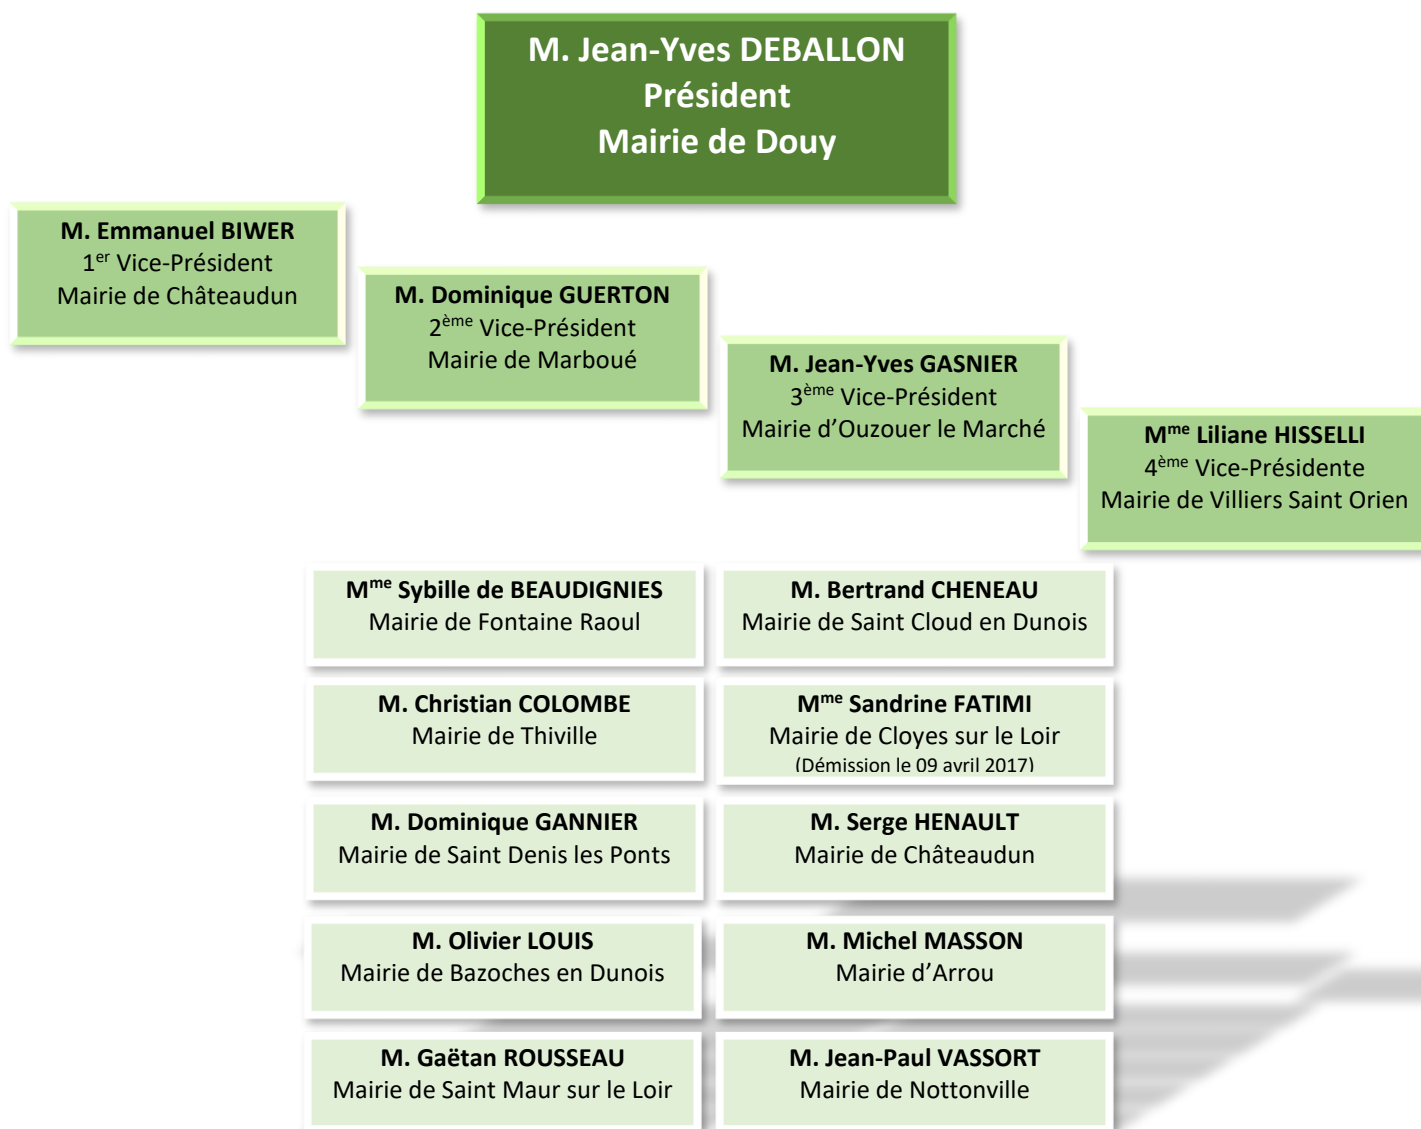 M. Jean-Yves DEBALLON
Président
Mairie de Douy
M. Emmanuel BIWER
1er Vice-Président
Mairie de Châteaudun
M. Dominique GUERTON
2ème Vice-Président
Mairie de Marboué
M. Jean-Yves GASNIER
3ème Vice-Président
Mairie d’Ouzouer le Marché
Mme Liliane HISSELLI
4ème Vice-Présidente
Mairie de Villiers Saint Orien
Mme Sybille de BEAUDIGNIES
Mairie de Fontaine Raoul
M. Bertrand CHENEAU
Mairie de Saint Cloud en Dunois
M. Christian COLOMBE
Mairie de Thiville
Mme Sandrine FATIMI
Mairie de Cloyes sur le Loir
(Démission le 09 avril 2017)
M. Dominique GANNIER
Mairie de Saint Denis les Ponts
M. Serge HENAULT
Mairie de Châteaudun
M. Olivier LOUIS
Mairie de Bazoches en Dunois
M. Michel MASSON
Mairie d’Arrou
M. Gaëtan ROUSSEAU
Mairie de Saint Maur sur le Loir
M. Jean-Paul VASSORT
Mairie de Nottonville